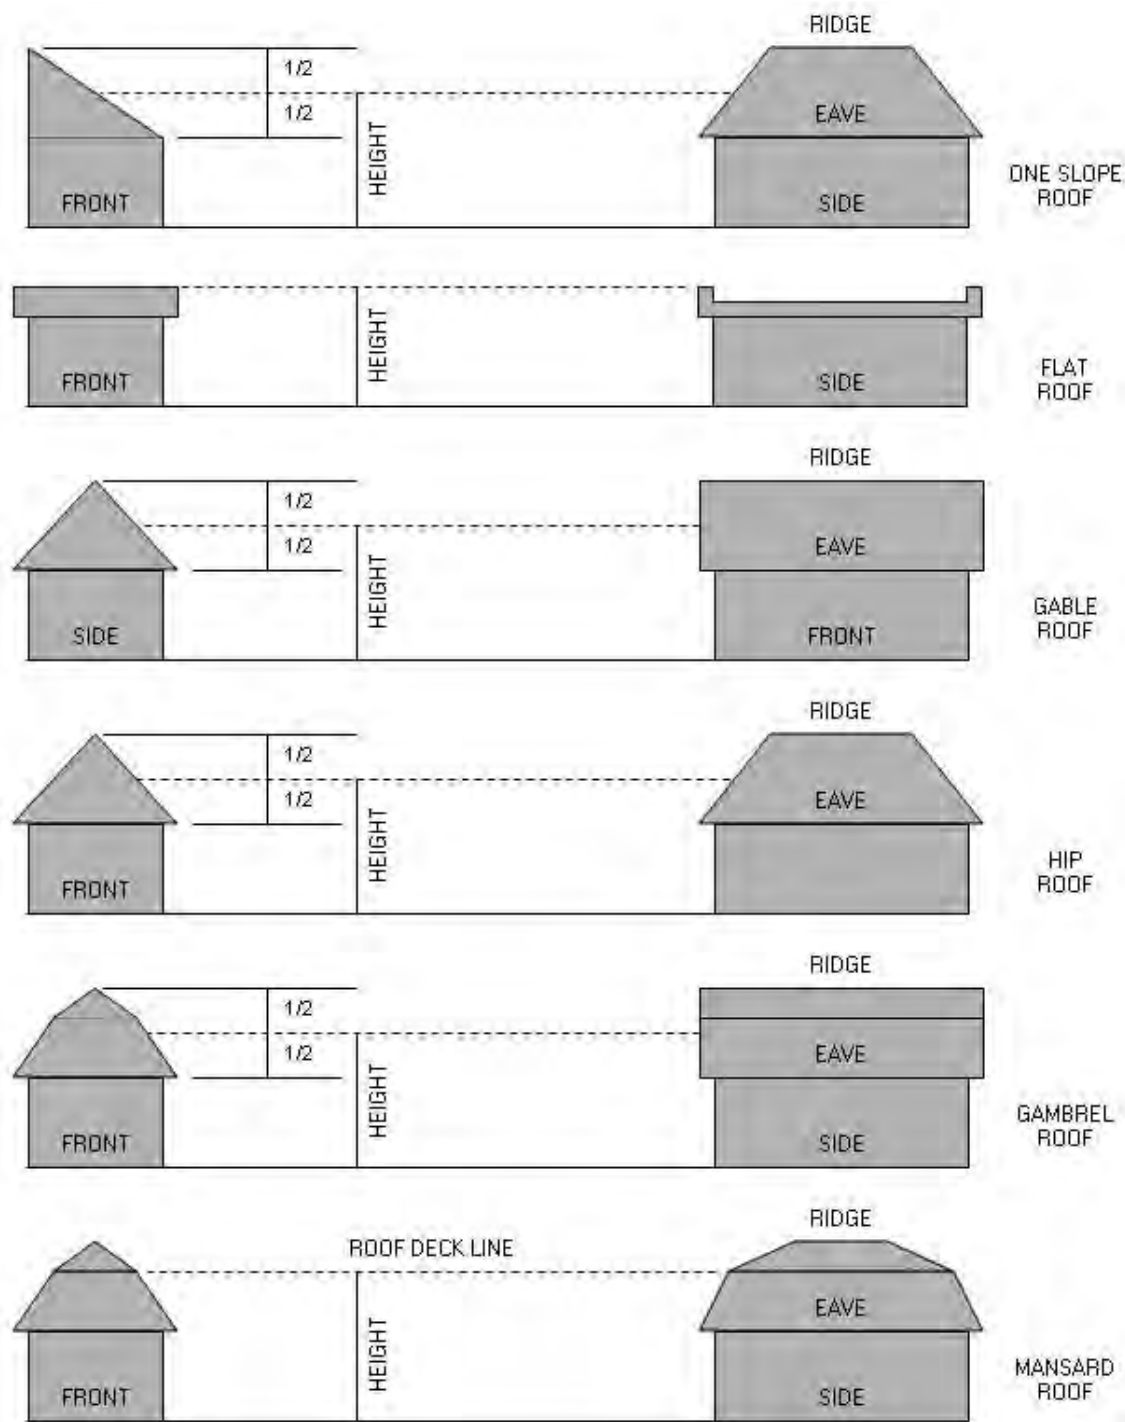 RIDGE
1/2
1/2
EAVE
HEIGHT
FRONT
SIDE
ONE SLOPE
ROOF
HEIGHT
FRONT
SIDE
FLAT
ROOF
RIDGE
1/2
1/2
EAVE
HEIGHT
SIDE
FRONT
GABLE
ROOF
RIDGE
1/2
1/2
EAVE
HEIGHT
FRONT
HIP
ROOF
RIDGE
1/2
1/2
EAVE
HEIGHT
FRONT
SIDE
GAMBREL
ROOF
RIDGE
ROOF DECK LINE
EAVE
HEIGHT
FRONT
SIDE
MANSARD
ROOF